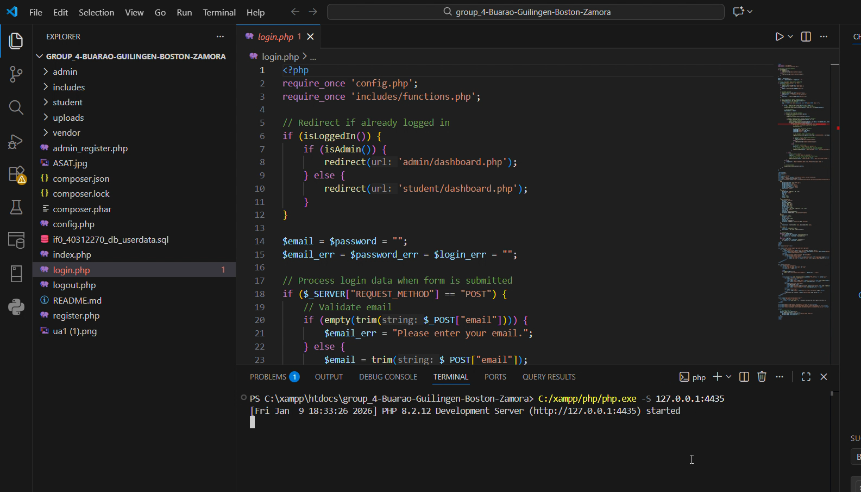 File Edit Selection View Go Run Terminal Help
group_4-Buarao-Guilingen-Boston-Zamora
EXPLORER
GROUP_4-BUARAO-GUILINGEN-BOSTON-ZAMORA
admin
includes
student
uploads
vendor
admin_register.php
ASAT.jpg
composer.json
composer.lock
composer.phar
config.php
if0_40312270_db_userdata.sql
index.php
login.php 1
logout.php
README.md
register.php
ua1 (1).png
login.php 1
CH
login.php > ...
1 <?php
2 require_once 'config.php';
3 require_once 'includes/functions.php';
4
5 // Redirect if already logged in
6 if (isLoggedIn()) {
7 if (isAdmin()) {
8 redirect(url: 'admin/dashboard.php');
9 } else {
10 redirect(url: 'student/dashboard.php');
11 }
12 }
13
14 $email = $password = "";
15 $email_err = $password_err = $login_err = "";
16
17 // Process login data when form is submitted
18 if ($_SERVER["REQUEST_METHOD"] == "POST") {
19 // Validate email
20 if (empty(trim(string: $_POST["email"]))) {
21 $email_err = "Please enter your email.";
22 } else {
23 $email = trim(string: $_POST["email"]);
PROBLEMS 1 OUTPUT DEBUG CONSOLE TERMINAL PORTS QUERY RESULTS
php
PS C:\xampp\htdocs\group_4-Buarao-Guilingen-Boston-Zamora> C:/xampp/php/php.exe -S 127.0.0.1:4435
[Fri Jan 9 18:33:26 2026] PHP 8.2.12 Development Server (http://127.0.0.1:4435) started
SU